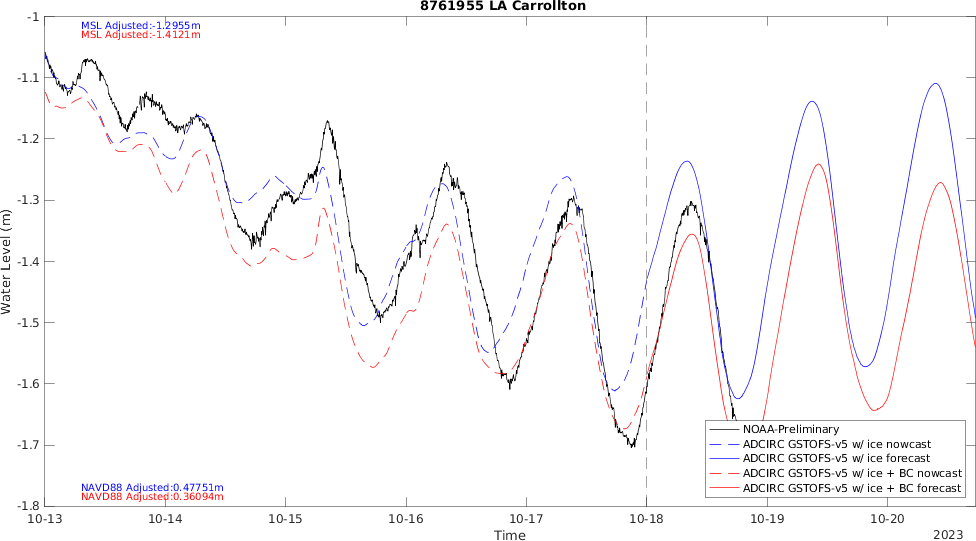 8761955 LA Carrollton
-1
MSL Adjusted:-1.2955m
MSL Adjusted:-1.4121m
-1.1
-1.2
-1.3
-1.4
-1.5
-1.6
-1.7
-1.8
Water Level (m)
NOAA-Preliminary
ADCIRC GSTOFS-v5 w/ ice nowcast
ADCIRC GSTOFS-v5 w/ ice forecast
ADCIRC GSTOFS-v5 w/ ice + BC nowcast
ADCIRC GSTOFS-v5 w/ ice + BC forecast
NAVD88 Adjusted:0.47751m
NAVD88 Adjusted:0.36094m
10-13 10-14 10-15 10-16 10-17 10-18 10-19 10-20
Time
2023